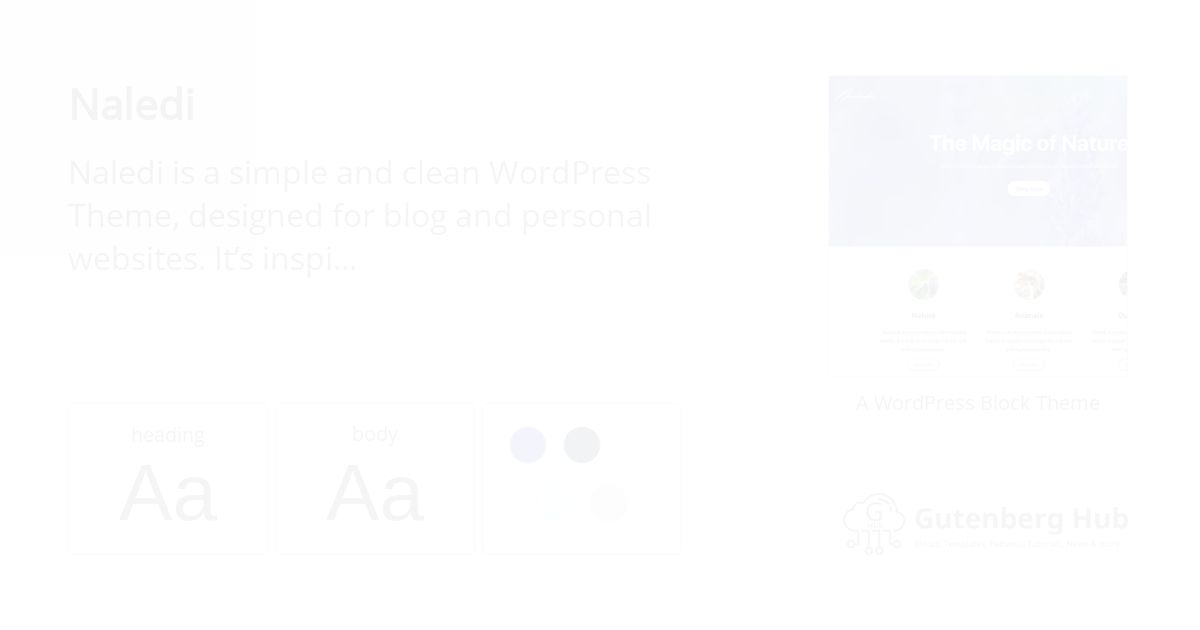 Naledi
Naledi is a simple and clean WordPress
Theme, designed for blog and personal
websites. It’s inspi...
heading
Aa
body
Aa
The Magic of Nature
Nature
Animals
A WordPress Block Theme
G
HUB
Gutenberg Hub